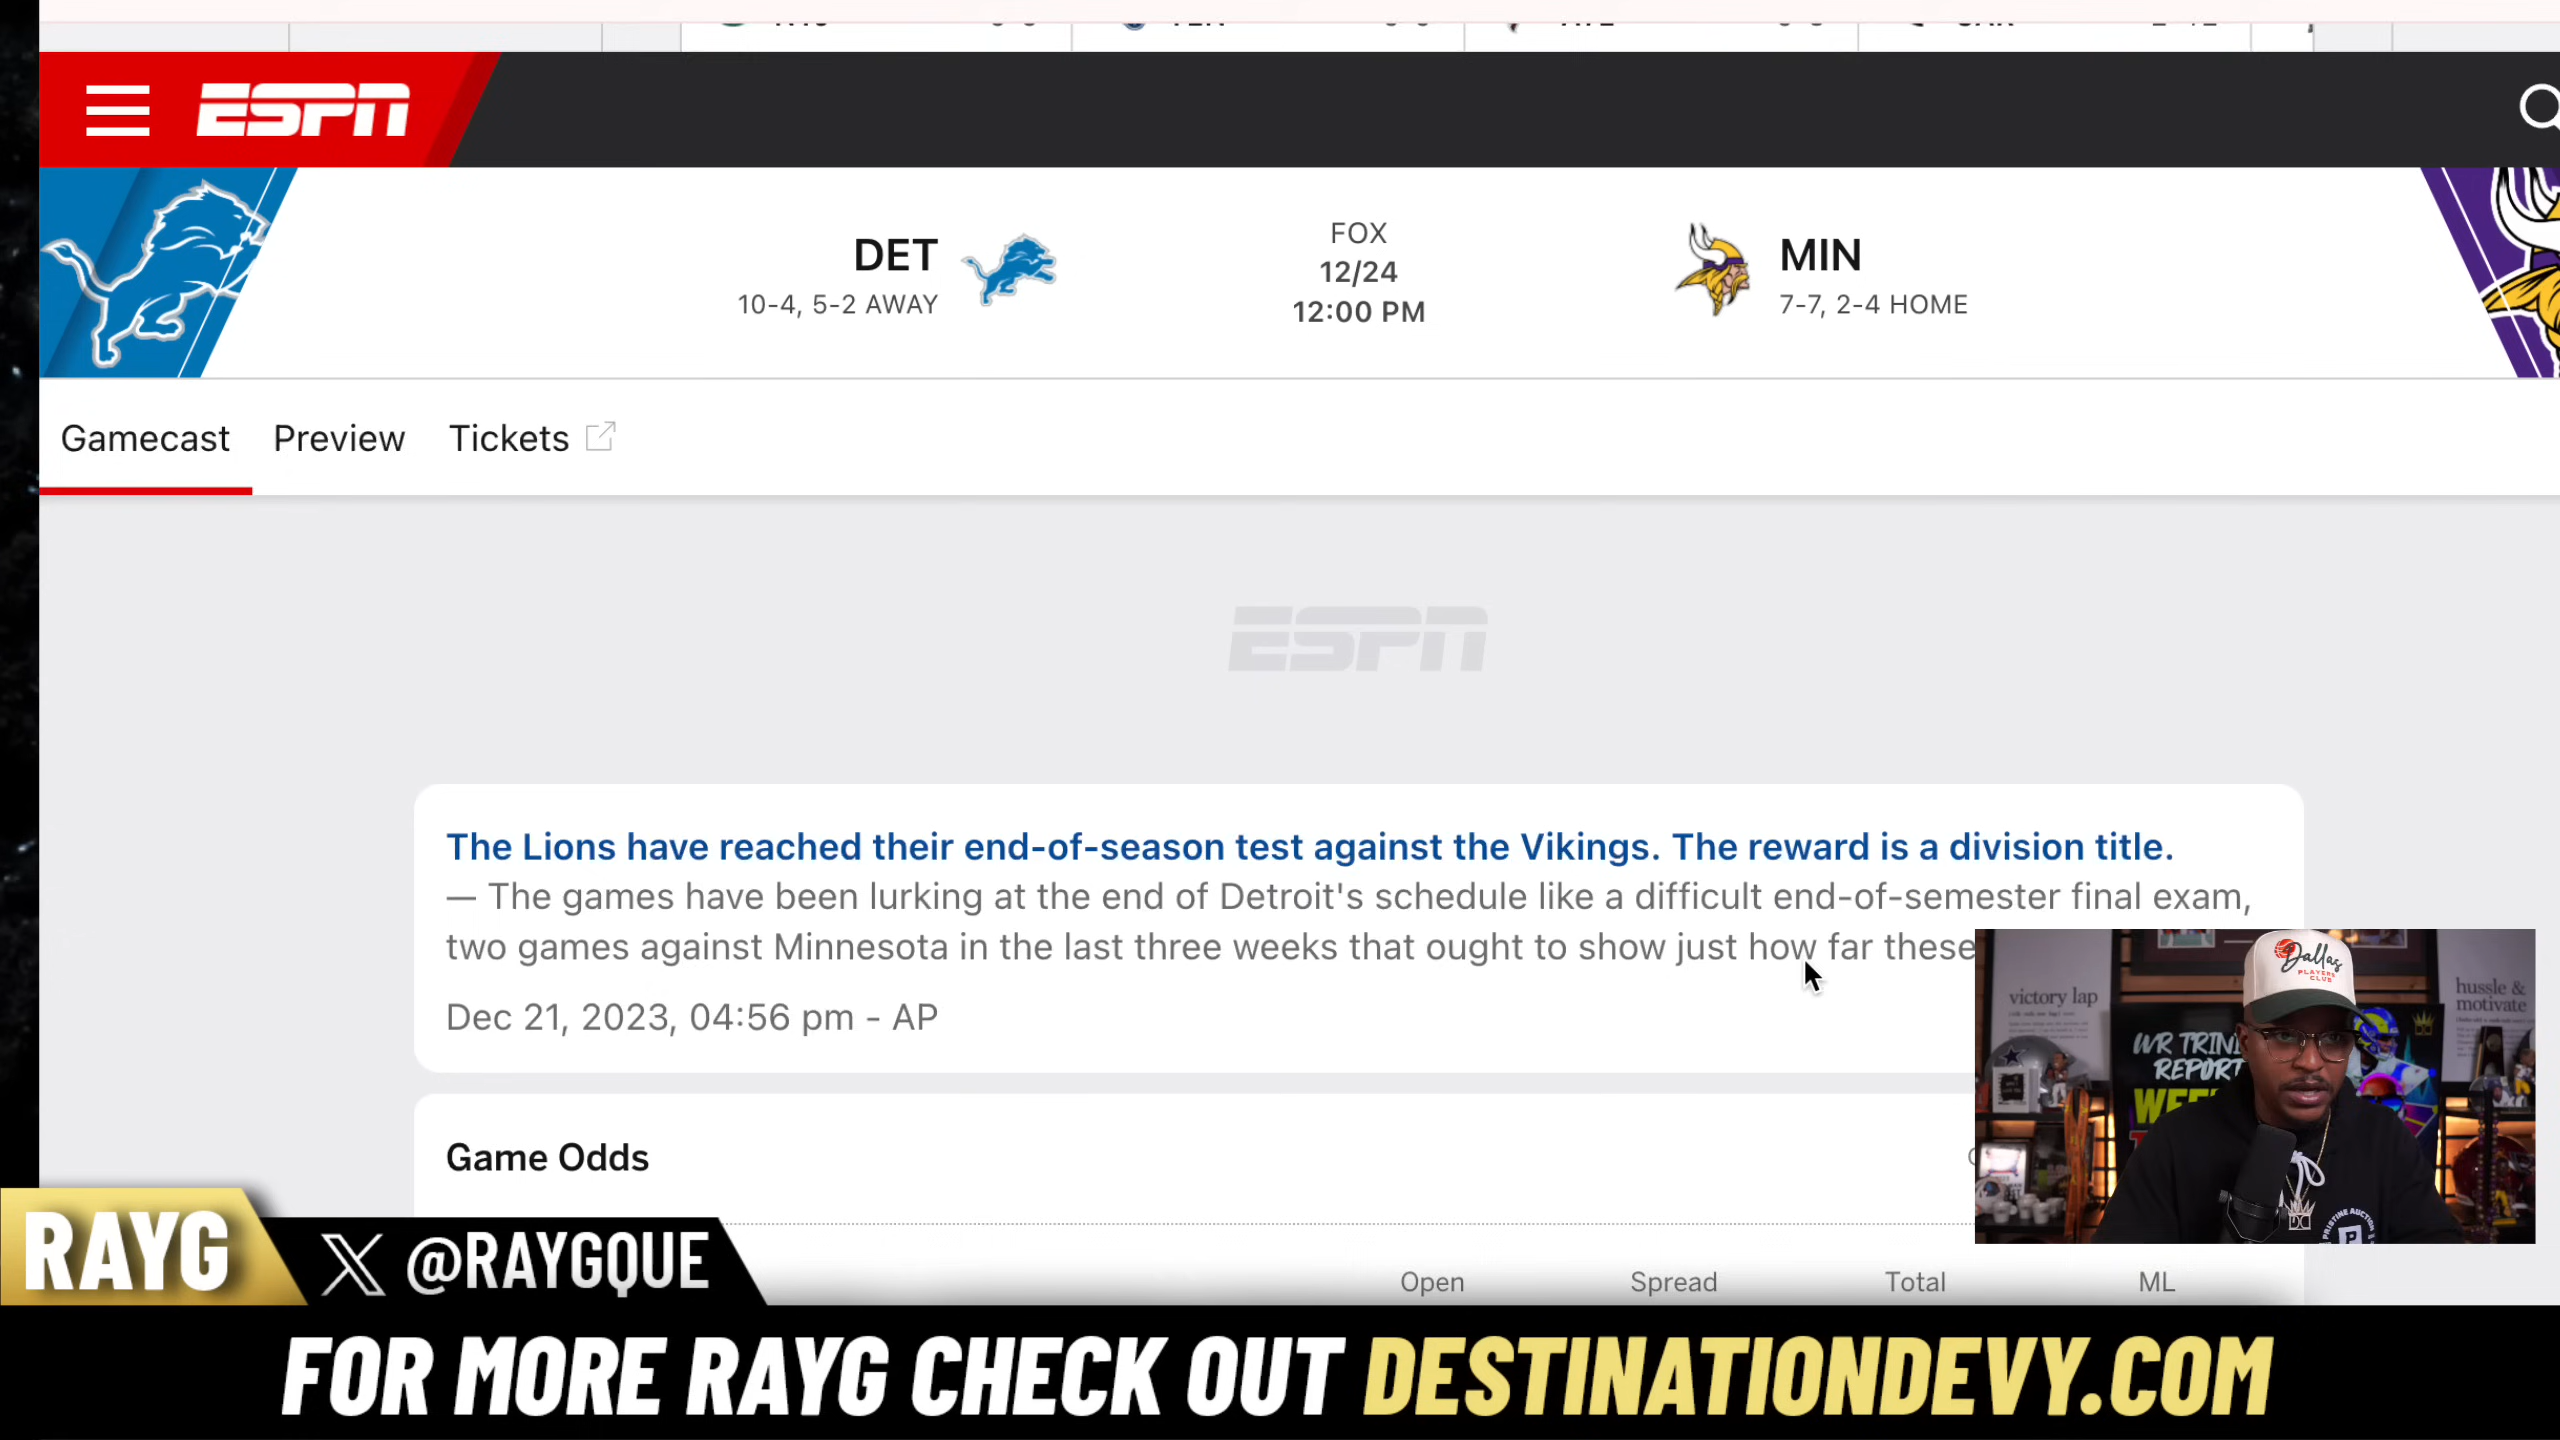 ESPN
DET
10-4, 5-2 AWAY
FOX
12/24
12:00 PM
MIN
7-7, 2-4 HOME
Gamecast
Preview
Tickets
ESPN
The Lions have reached their end-of-season test against the Vikings. The reward is a division title.
— The games have been lurking at the end of Detroit's schedule like a difficult end-of-semester final exam,
two games against Minnesota in the last three weeks that ought to show just how far these
Dec 21, 2023, 04:56 pm - AP
Game Odds
Open Spread Total ML
victory lap
hussle &
motivate
WR
REPORT
Dallas
PLAYERS
CLUB
PRISTINE AUCTION
P
RAYG
X @RAYGQUE
FOR MORE RAYG CHECK OUT DESTINATIONDEVY.COM